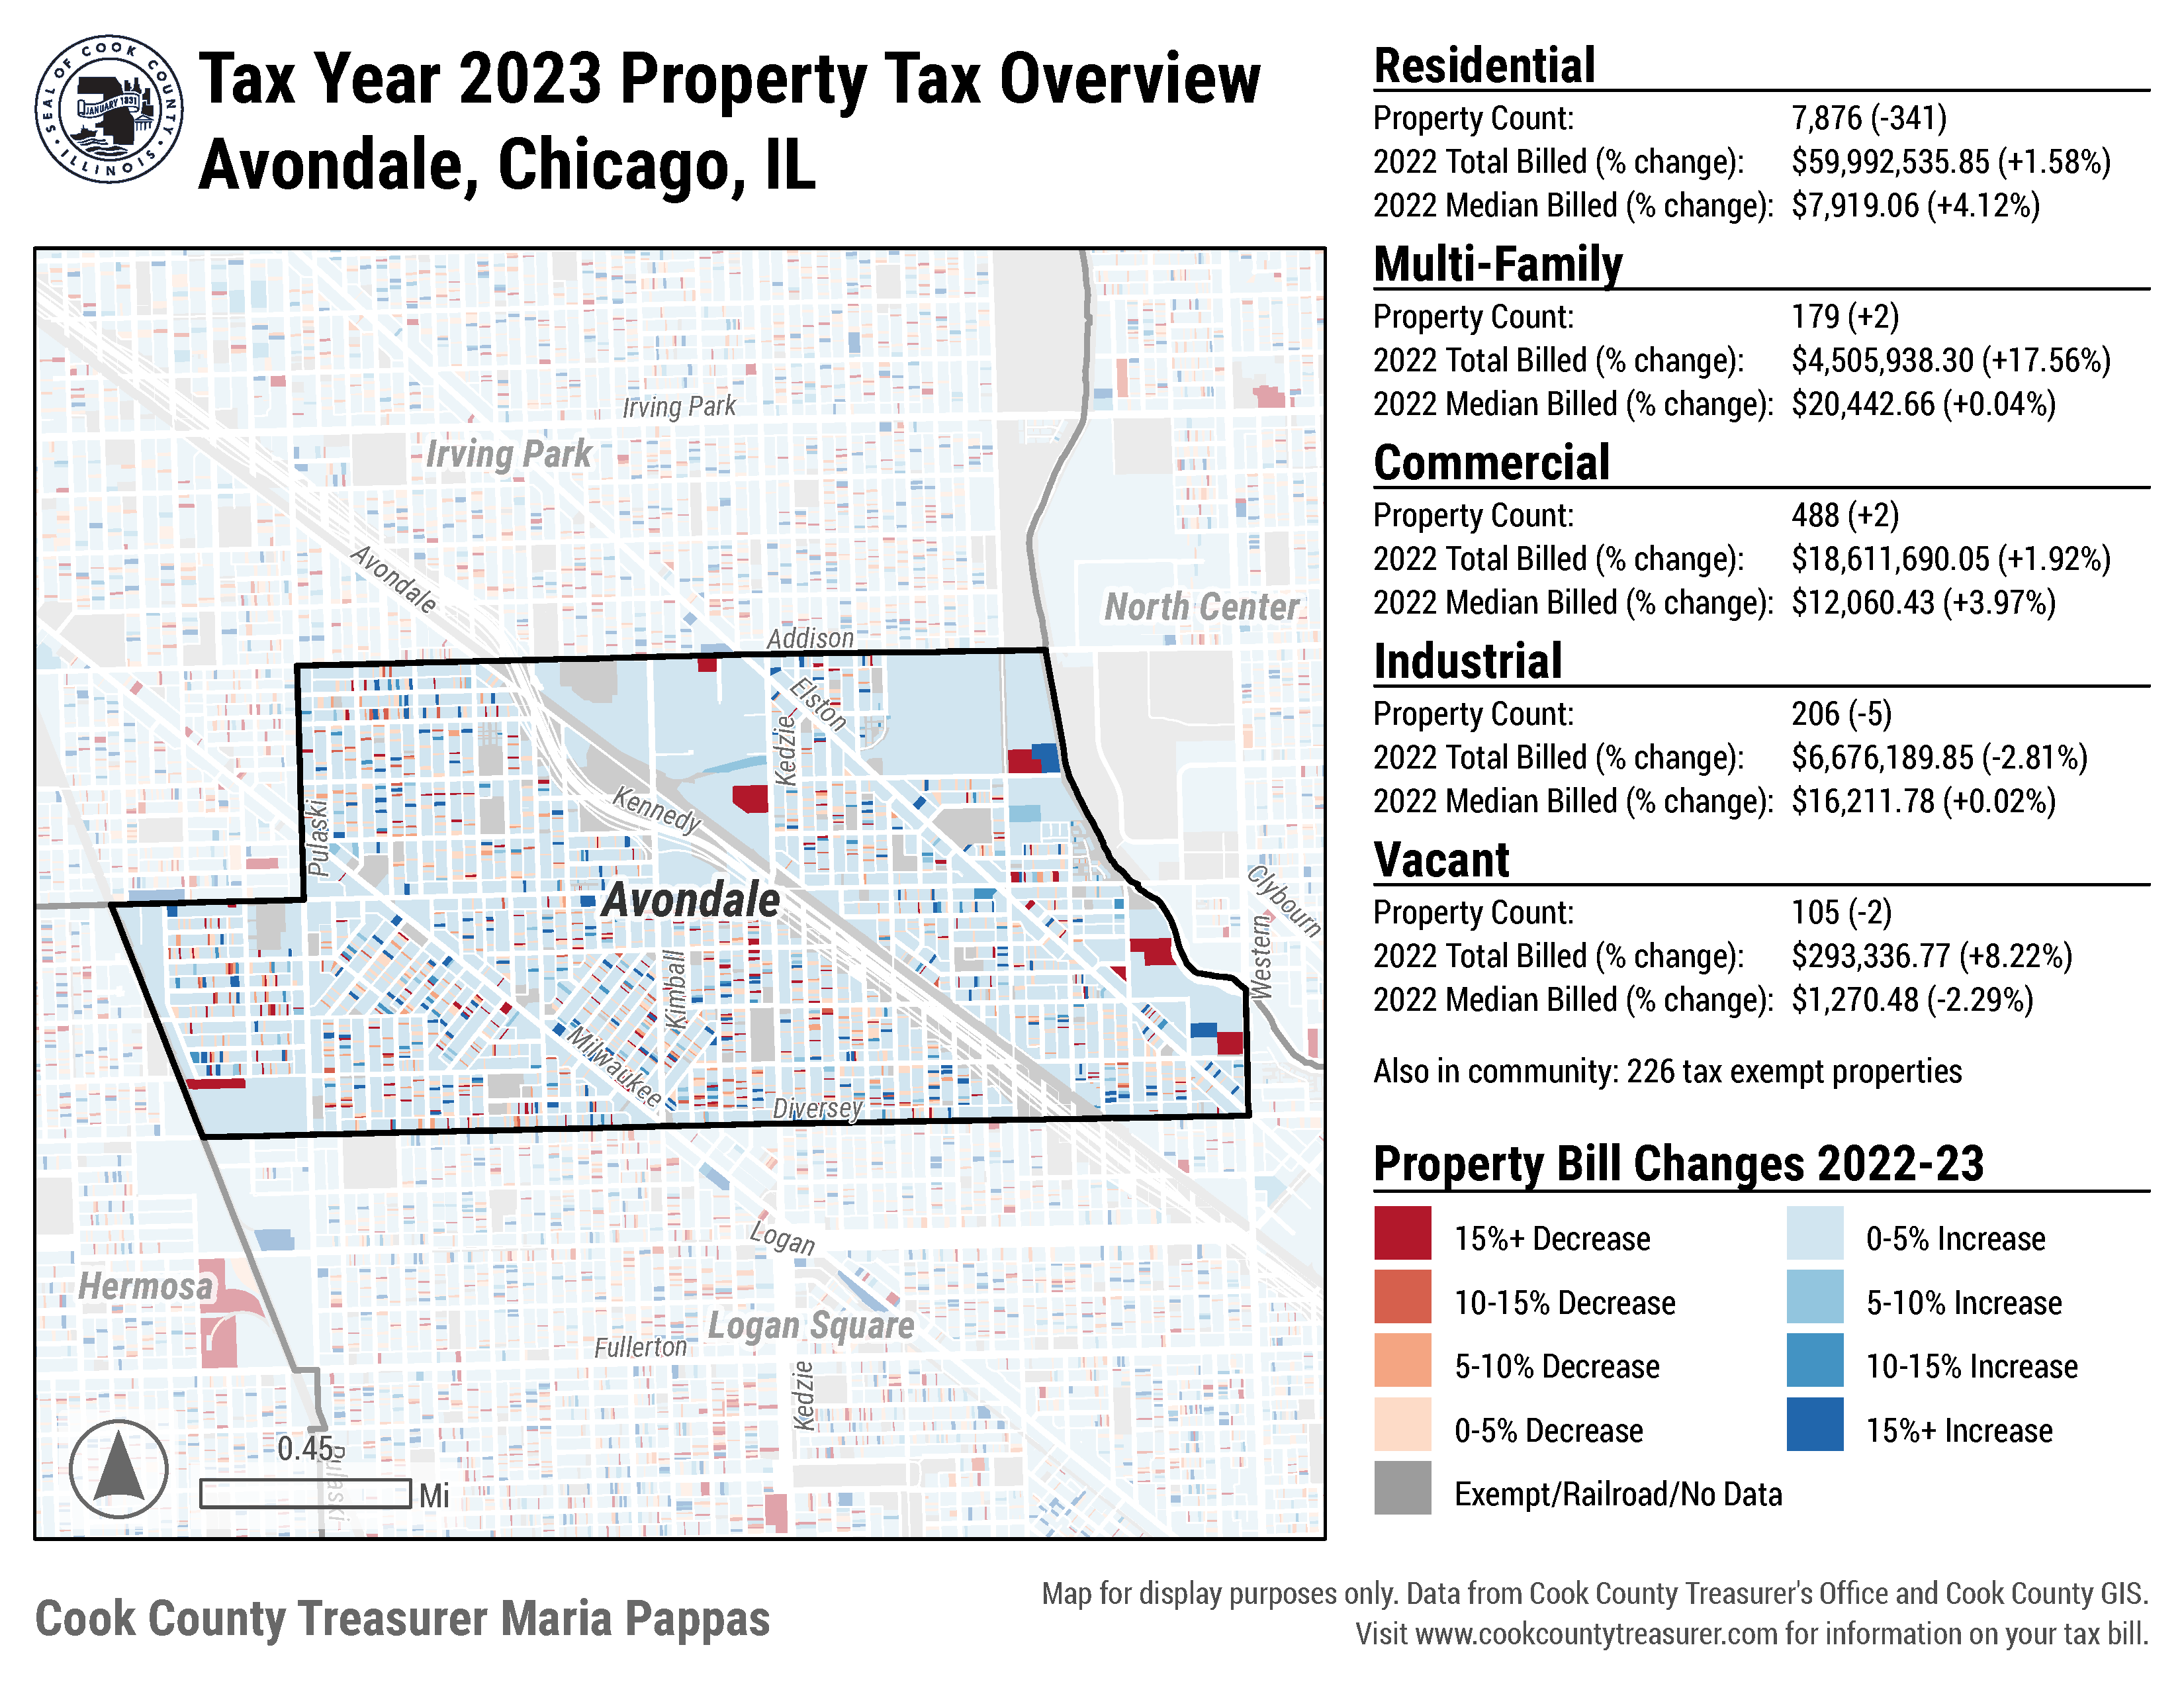 SEAL OF COOK COUNTY
• ILLINOIS •
JANUARY 1831
Tax Year 2023 Property Tax Overview
Avondale, Chicago, IL
Irving Park
Irving Park
Avondale
North Center
Addison
Elston
Kedzie
Kennedy
Pulaski
Avondale
Clybourn
Western
Kimball
Milwaukee
Diversey
Logan
Hermosa
Logan Square
Fullerton
Kedzie
0.45
Pulaski
Mi
Residential
Property Count: 7,876 (-341)
2022 Total Billed (% change): $59,992,535.85 (+1.58%)
2022 Median Billed (% change): $7,919.06 (+4.12%)
Multi-Family
Property Count: 179 (+2)
2022 Total Billed (% change): $4,505,938.30 (+17.56%)
2022 Median Billed (% change): $20,442.66 (+0.04%)
Commercial
Property Count: 488 (+2)
2022 Total Billed (% change): $18,611,690.05 (+1.92%)
2022 Median Billed (% change): $12,060.43 (+3.97%)
Industrial
Property Count: 206 (-5)
2022 Total Billed (% change): $6,676,189.85 (-2.81%)
2022 Median Billed (% change): $16,211.78 (+0.02%)
Vacant
Property Count: 105 (-2)
2022 Total Billed (% change): $293,336.77 (+8.22%)
2022 Median Billed (% change): $1,270.48 (-2.29%)
Also in community: 226 tax exempt properties
Property Bill Changes 2022-23
15%+ Decrease
10-15% Decrease
5-10% Decrease
0-5% Decrease
Exempt/Railroad/No Data
0-5% Increase
5-10% Increase
10-15% Increase
15%+ Increase
Cook County Treasurer Maria Pappas
Map for display purposes only. Data from Cook County Treasurer's Office and Cook County GIS.
Visit www.cookcountytreasurer.com for information on your tax bill.